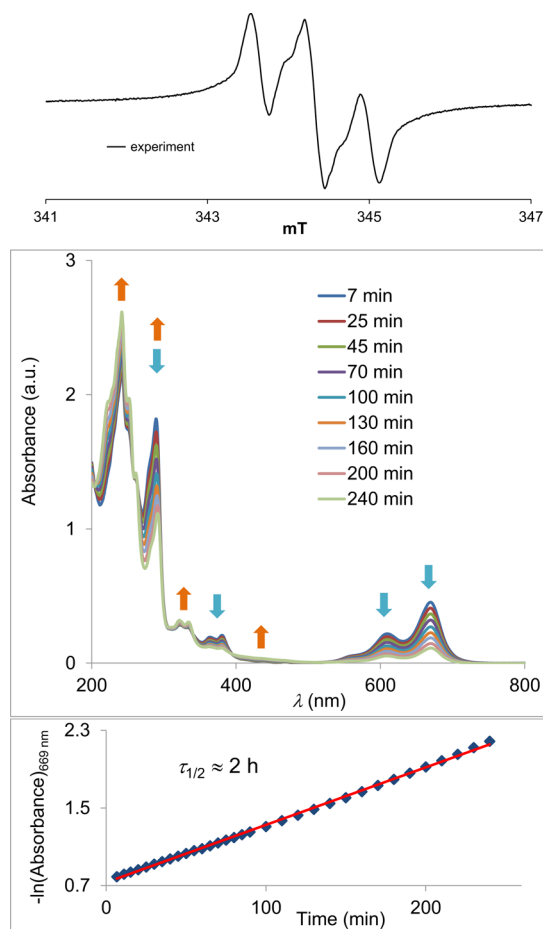 experiment
341
343
345
347
mT
3
2
1
0
Absorbance (a.u.)
7 min
25 min
45 min
70 min
100 min
130 min
160 min
200 min
240 min
200
400
600
800
λ (nm)
2.3
1.5
0.7
-ln(Absorbance)669 nm
τ1/2 ≈ 2 h
0
100
200
Time (min)